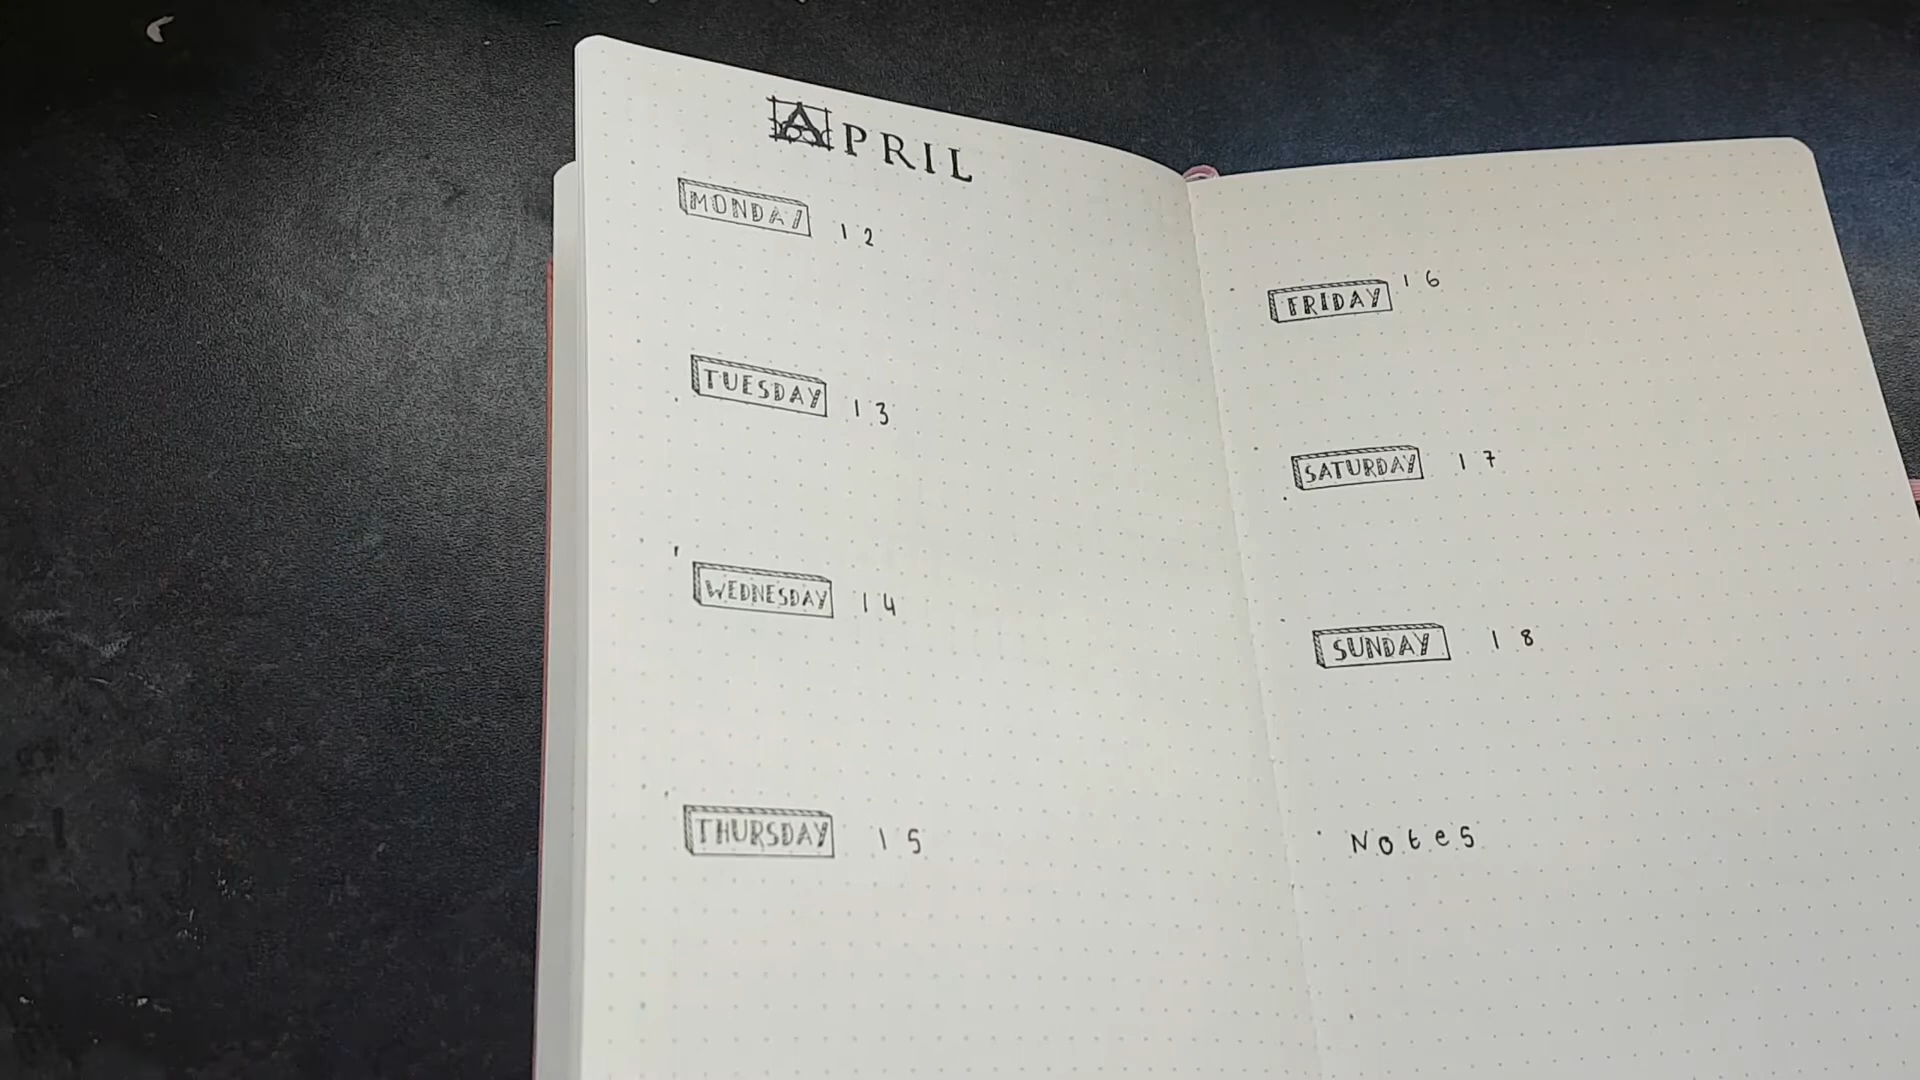 APRIL
MONDAY 12
TUESDAY 13
WEDNESDAY 14
THURSDAY 15
FRIDAY 16
SATURDAY 17
SUNDAY 18
Notes